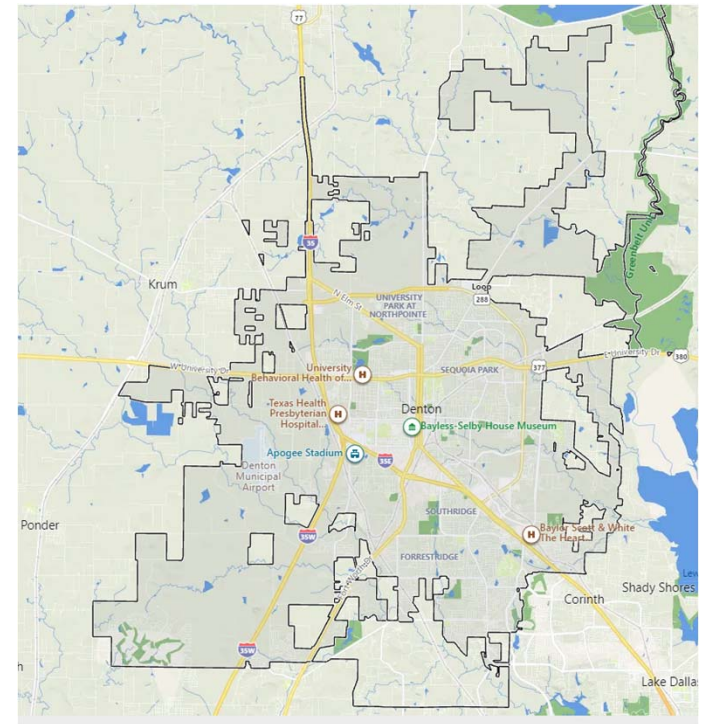 77
35
Krum
N Elm St
UNIVERSITY
PARK AT
NORTHPOINTE
Loop
288
W University Dr
University
Behavioral Health of...
SEQUOIA PARK
377
E University Dr
380
Texas Health
Presbyterian
Hospital...
Denton
Bayless-Selby House Museum
Apogee Stadium
35E
Denton
Municipal
Airport
SOUTHRIDGE
Ponder
35W
Baylor Scott & White
The Heart...
FORRESTRIDGE
Corinth
Shady Shores
Lew
35W
Lake Dallas
Greenbelt Uni
H
H
H